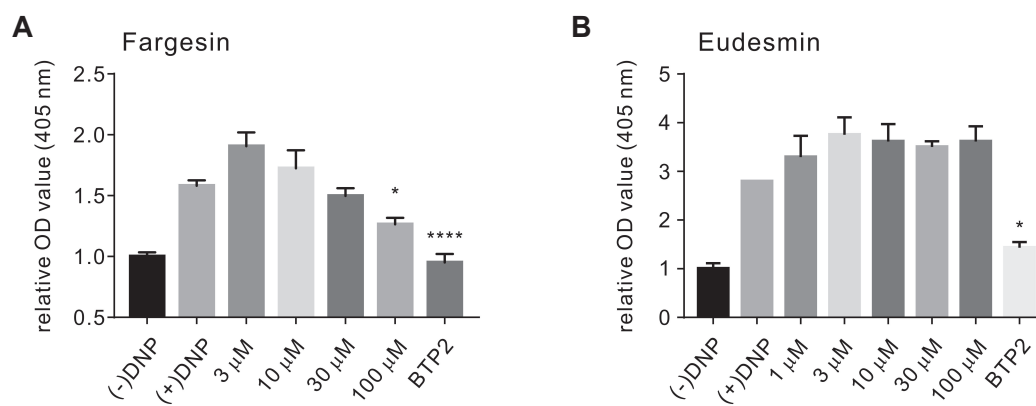 A
Fargesin
relative OD value (405 nm)
2.5
2.0
1.5
1.0
0.5
*
****
(-)DNP
(+)DNP
3 μM
10 μM
30 μM
100 μM
BTP2
B
Eudesmin
relative OD value (405 nm)
5
4
3
2
1
0
*
(-)DNP
(+)DNP
1 μM
3 μM
10 μM
30 μM
100 μM
BTP2